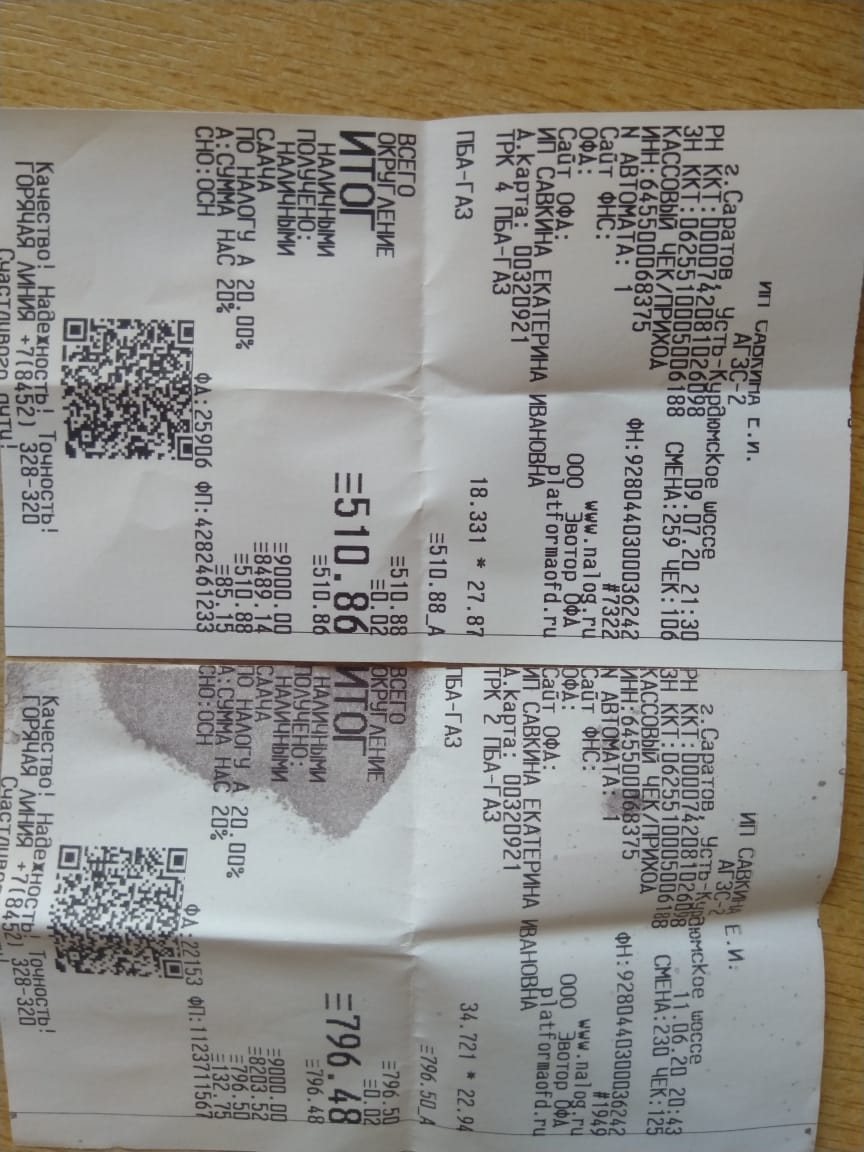 ИП САВКИНА Е.И.
АГЗС-2
г.Саратов Усть-Курдюмское шоссе
РН ККТ:0000742081026098 09.07.20 21:30
ЗН ККТ:06255100050061 88 СМЕНА:259 ЧЕК:106
КАССОВЫЙ ЧЕК/ПРИХОД
ИНН:645500068375 ФН:9280440300036242
N АВТОМАТА: 1 #7322
Сайт ФНС: www.nalog.ru
ОФД: ООО Эвотор ОФД
Сайт ОФД: platformaofd.ru
ИП САВКИНА ЕКАТЕРИНА ИВАНОВНА
Д.карта: 00320921
ТРК 4 ПБА-ГАЗ
18.331 * 27.87
ПБА-ГАЗ
≡510.88_А
ВСЕГО ≡510.88
ОКРУГЛЕНИЕ ≡0.02
ИТОГ ≡510.86
НАЛИЧНЫМИ ≡510.86
ПОЛУЧЕНО:
НАЛИЧНЫМИ ≡9000.00
СДАЧА ≡8489.14
ПО НАЛОГУ А 20.00% ≡510.88
А:СУММА НДС 20% ≡85.15
СНО:ОСН
ФД:25906 ФП:4282461233
Качество! Надежность! Точность!
ГОРЯЧАЯ ЛИНИЯ +7(8452) 328-320
Счастливого пути!
ИП САВКИНА Е.И.
АГЗС-2
г.Саратов Усть-Курдюмское шоссе
РН ККТ:0000742081026098 11.06.20 20:43
ЗН ККТ:06255100050061 88 СМЕНА:230 ЧЕК:125
КАССОВЫЙ ЧЕК/ПРИХОД
ИНН:645500068375 ФН:9280440300036242
N АВТОМАТА: 1 #1949
Сайт ФНС: www.nalog.ru
ОФД: ООО Эвотор ОФД
Сайт ОФД: platformaofd.ru
ИП САВКИНА ЕКАТЕРИНА ИВАНОВНА
Д.карта: 00320921
ТРК 2 ПБА-ГАЗ
34.721 * 22.94
ПБА-ГАЗ
≡796.50_А
ВСЕГО ≡796.50
ОКРУГЛЕНИЕ ≡0.02
ИТОГ ≡796.48
НАЛИЧНЫМИ ≡796.48
ПОЛУЧЕНО:
НАЛИЧНЫМИ ≡9000.00
СДАЧА ≡8203.52
ПО НАЛОГУ А 20.00% ≡796.50
А:СУММА НДС 20% ≡132.75
СНО:ОСН
ФД:22153 ФП:1123711567
Качество! Надежность! Точность!
ГОРЯЧАЯ ЛИНИЯ +7(8452) 328-320